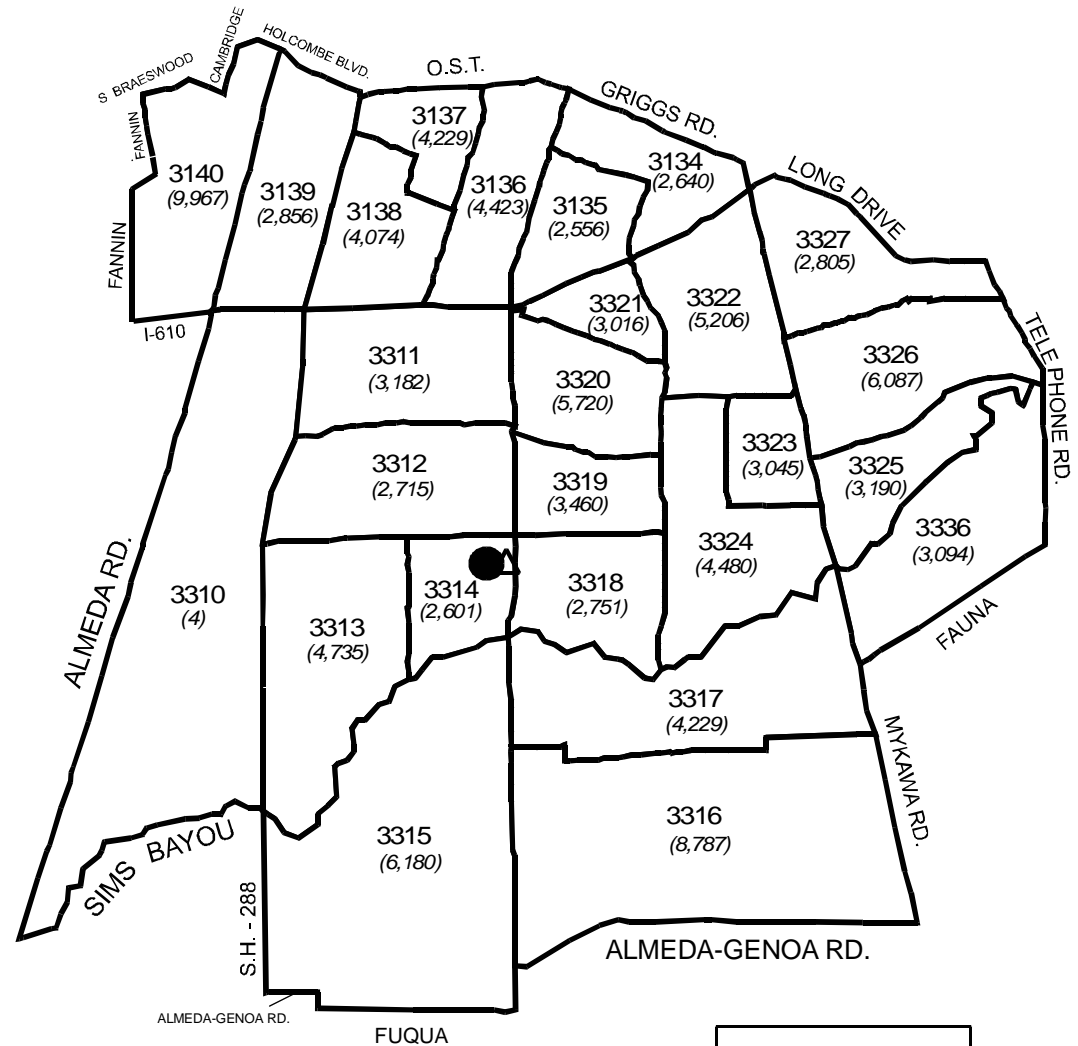 HOLCOMBE BLVD.
CAMBRIDGE
S BRAESWOOD
O.S.T.
GRIGGS RD.
FANNIN
3137
(4,229)
3134
(2,640)
LONG DRIVE
3140
(9,967)
3139
(2,856)
3136
(4,423)
3138
(4,074)
3135
(2,556)
3327
(2,805)
FANNIN
3321
(3,016)
3322
(5,206)
I-610
TELEPHONE RD.
3311
(3,182)
3326
(6,087)
3320
(5,720)
3323
(3,045)
3312
(2,715)
3319
(3,460)
3325
(3,190)
3336
(3,094)
3324
(4,480)
ALMEDA RD.
3310
(4)
3314
(2,601)
3318
(2,751)
3313
(4,735)
FAUNA
3317
(4,229)
MYKAWA RD.
3315
(6,180)
3316
(8,787)
SIMS BAYOU
S.H. - 288
ALMEDA-GENOA RD.
ALMEDA-GENOA RD.
FUQUA